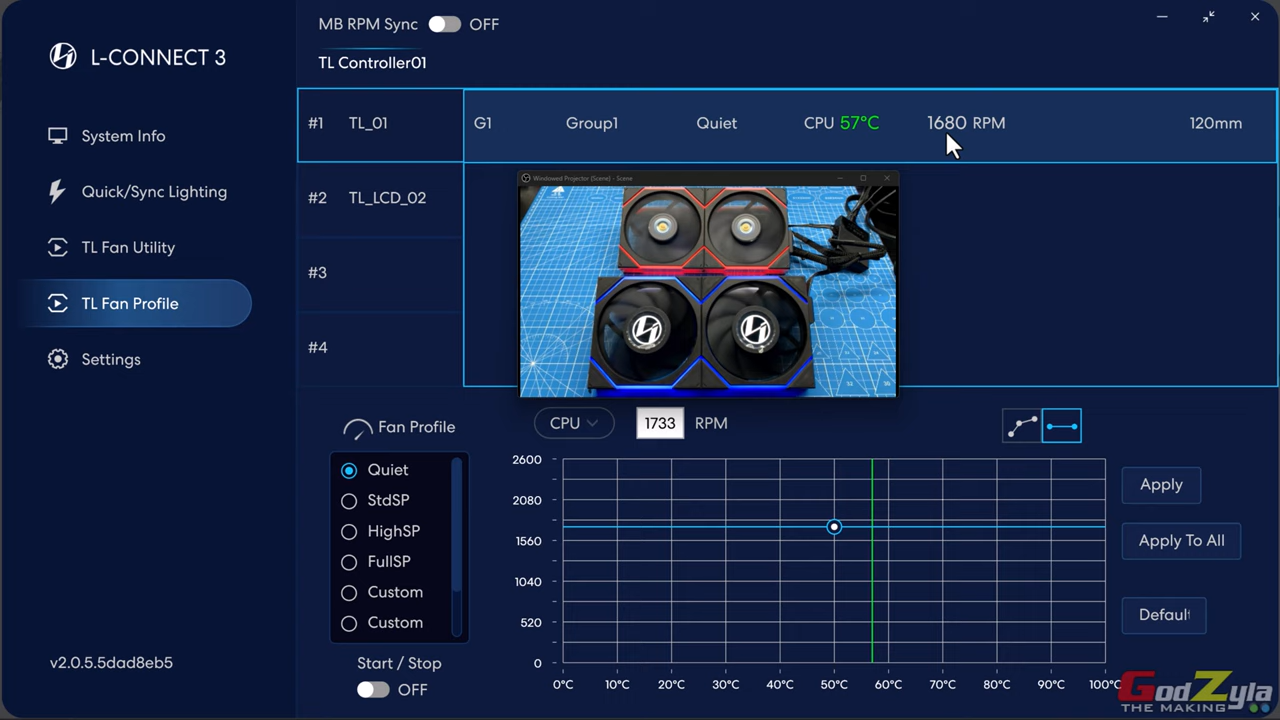 MB RPM Sync OFF
L-CONNECT 3
TL Controller01
System Info
Quick/Sync Lighting
TL Fan Utility
TL Fan Profile
Settings
v2.0.5.5dad8eb5
#1 TL_01 G1 Group1 Quiet CPU 57°C 1680 RPM 120mm
#2 TL_LCD_02
#3
#4
Windowed Projector (Scene) - Scene
Fan Profile
Quiet
StdSP
HighSP
FullSP
Custom
Custom
Start / Stop
OFF
CPU 1733 RPM
2600
2080
1560
1040
520
0
0°C 10°C 20°C 30°C 40°C 50°C 60°C 70°C 80°C 90°C 100°C
Apply
Apply To All
Default
GodZyla
THE MAKING